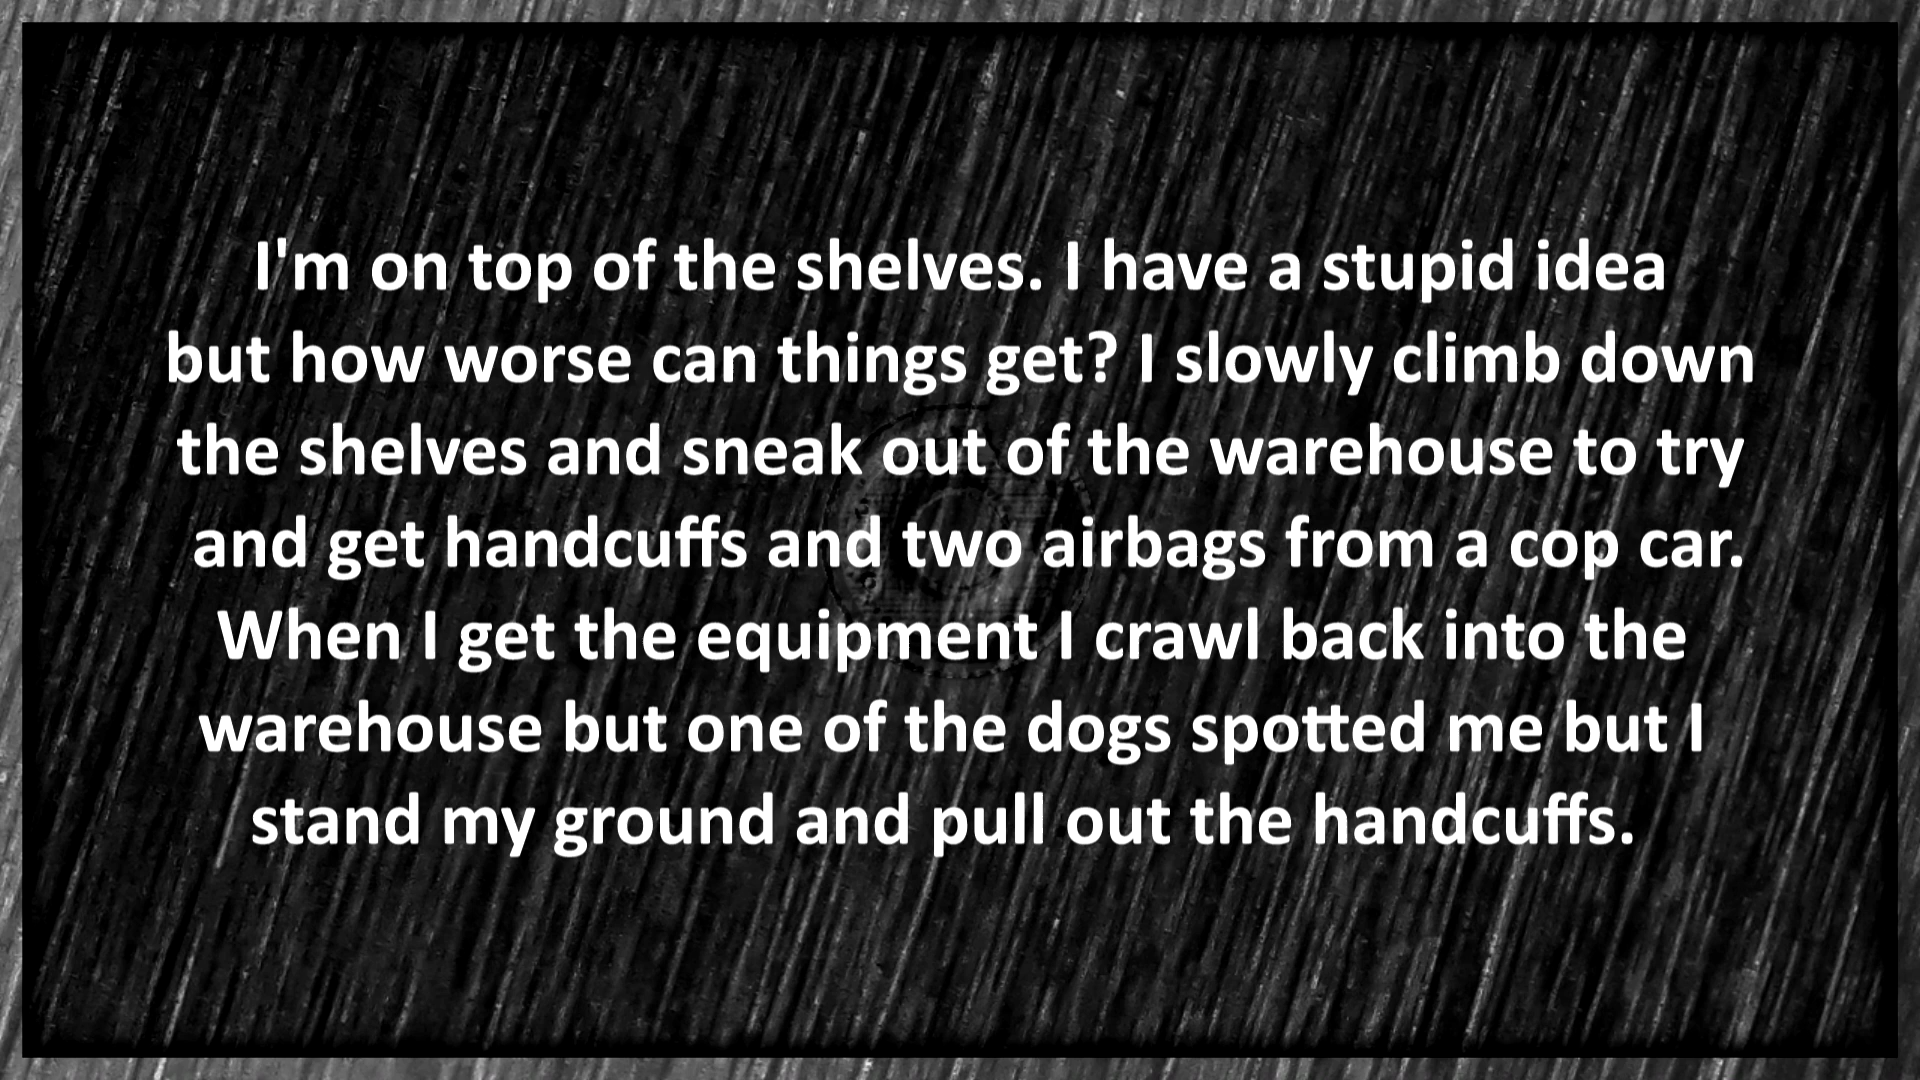 I'm on top of the shelves. I have a stupid idea
but how worse can things get? I slowly climb down
the shelves and sneak out of the warehouse to try
and get handcuffs and two airbags from a cop car.
When I get the equipment I crawl back into the
warehouse but one of the dogs spotted me but I
stand my ground and pull out the handcuffs.